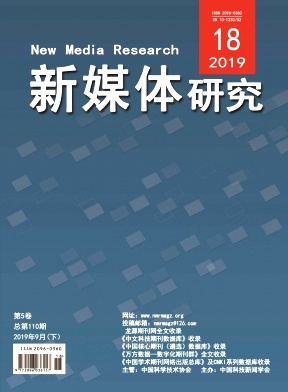 ISSN 2096-0360
CN 10-1350/G2
18
2019
New Media Research
新媒体研究
第5卷
总第110期
2019年9月（下）
ISSN 2096-0360
网址：www.nmrmagz.org
投稿邮箱：nmrmagz@126.com
龙源期刊网全文收录
《中文科技期刊数据库》收录
《中国核心期刊（遴选）数据库》收录
《万方数据—数字化期刊群》全文收录
《中国学术期刊网络出版总库》及CNKI系列数据库收录
主管：中国科学技术协会 主办：中国科技新闻学会